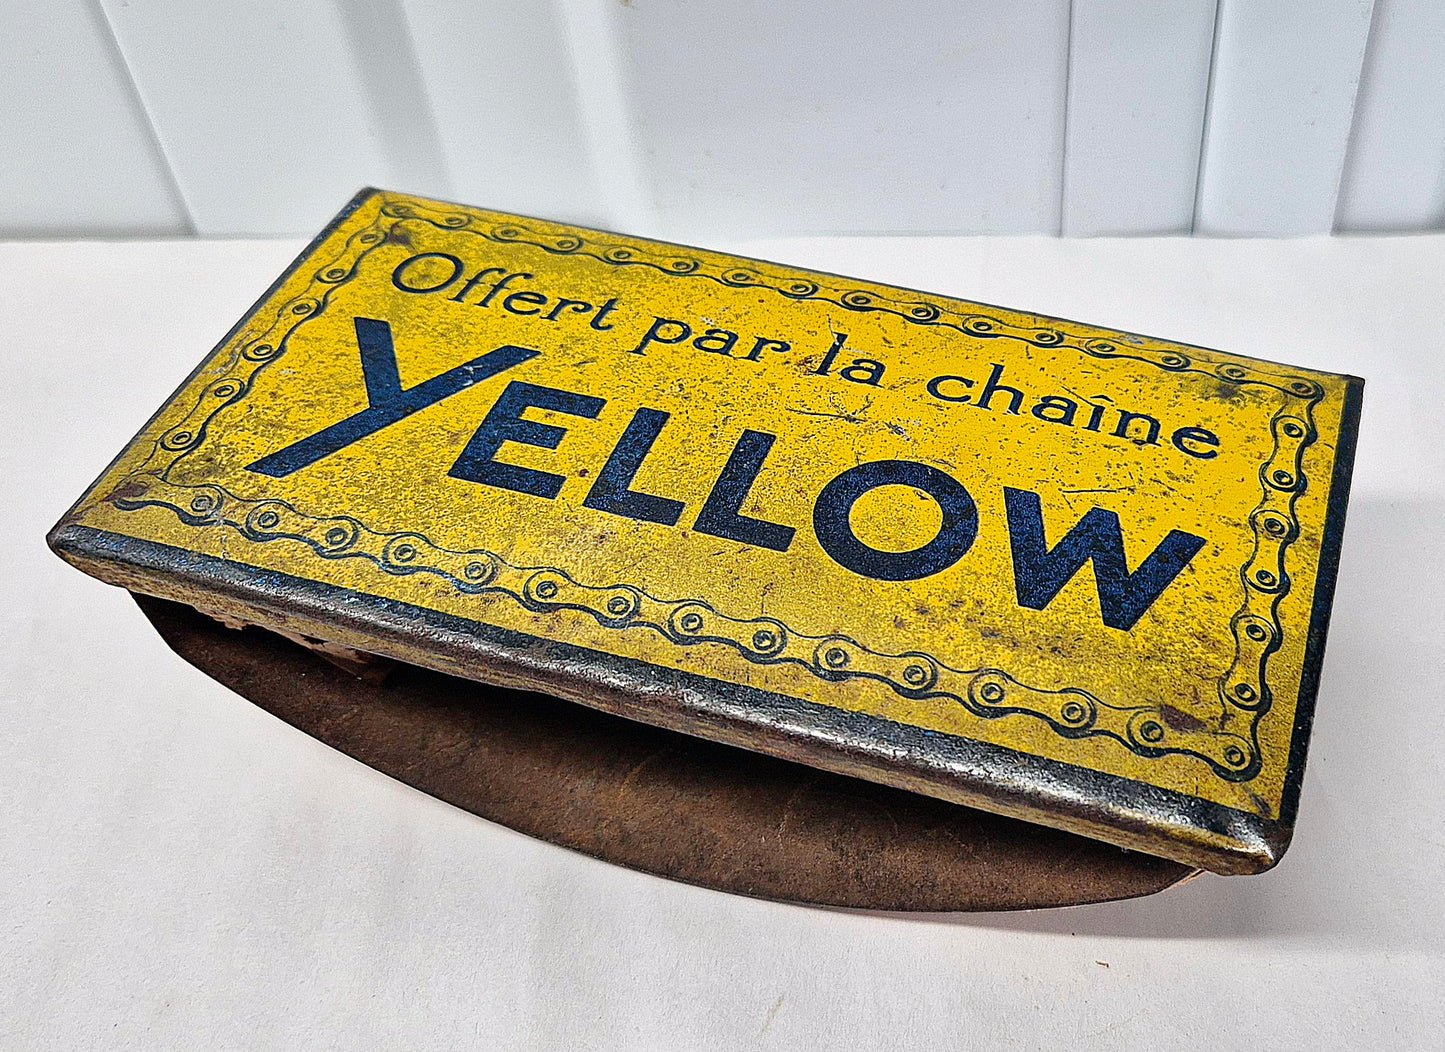 Offert par la chaîne
YELLOW